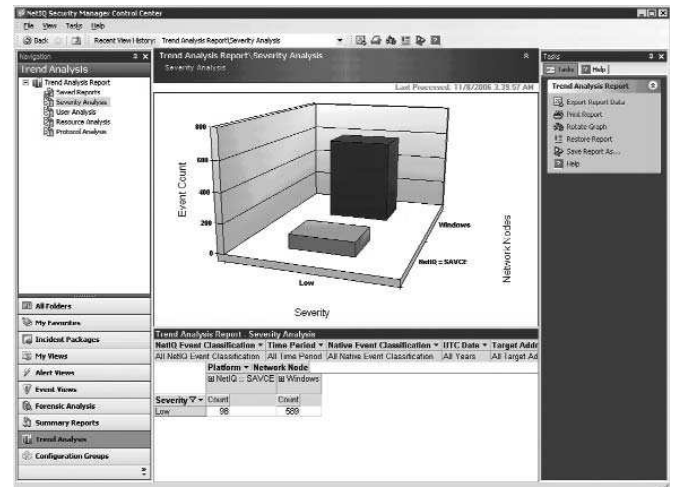 NetIQ Security Manager Control Center
File View Tasks Help
Back Recent View History: Trend Analysis Report\Severity Analysis
Navigation
Trend Analysis
Trend Analysis Report
Saved Reports
Severity Analysis
User Analysis
Resource Analysis
Protocol Analysis
All Folders
My Favorites
Incident Packages
My Views
Alert Views
Event Views
Forensic Analysis
Summary Reports
Trend Analysis
Configuration Groups
Trend Analysis Report\Severity Analysis
Severity Analysis
Last Processed: 11/8/2006 3:39:57 AM
800
600
400
200
0
Event Count
Windows
NetIQ :: SAVCE
Network Nodes
Low
Severity
Trend Analysis Report - Severity Analysis
NetIQ Event Classification Time Period Native Event Classification UTC Date Target Addr
All NetIQ Event Classification All Time Period All Native Event Classification All Years All Target Ad
Platform Network Node
NetIQ :: SAVCE Windows
Severity Count Count
Low 98 589
Tasks
Tasks Help
Trend Analysis Report
Export Report Data
Print Report
Rotate Graph
Restore Report
Save Report As...
Help